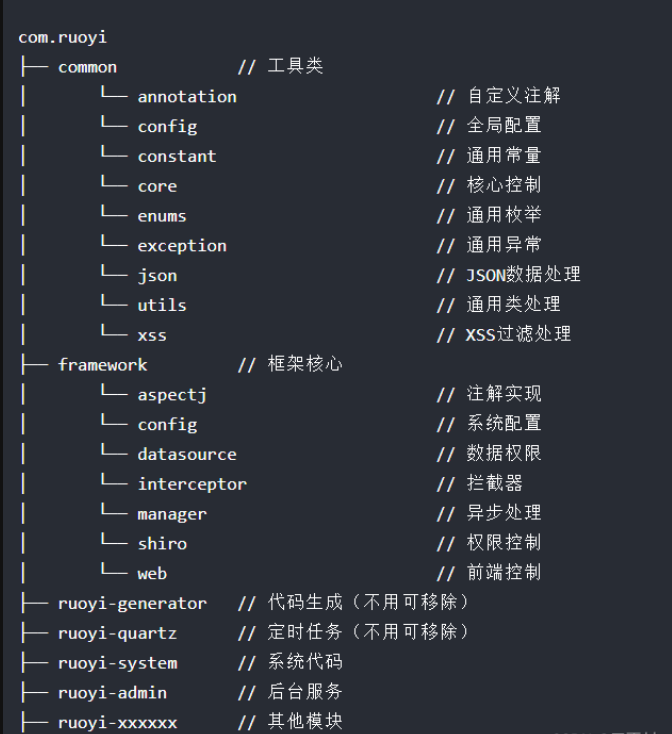 com.ruoyi
├── common // 工具类
│ └── annotation // 自定义注解
│ └── config // 全局配置
│ └── constant // 通用常量
│ └── core // 核心控制
│ └── enums // 通用枚举
│ └── exception // 通用异常
│ └── json // JSON数据处理
│ └── utils // 通用类处理
│ └── xss // XSS过滤处理
├── framework // 框架核心
│ └── aspectj // 注解实现
│ └── config // 系统配置
│ └── datasource // 数据权限
│ └── interceptor // 拦截器
│ └── manager // 异步处理
│ └── shiro // 权限控制
│ └── web // 前端控制
├── ruoyi-generator // 代码生成（不用可移除）
├── ruoyi-quartz // 定时任务（不用可移除）
├── ruoyi-system // 系统代码
├── ruoyi-admin // 后台服务
├── ruoyi-xxxxxx // 其他模块